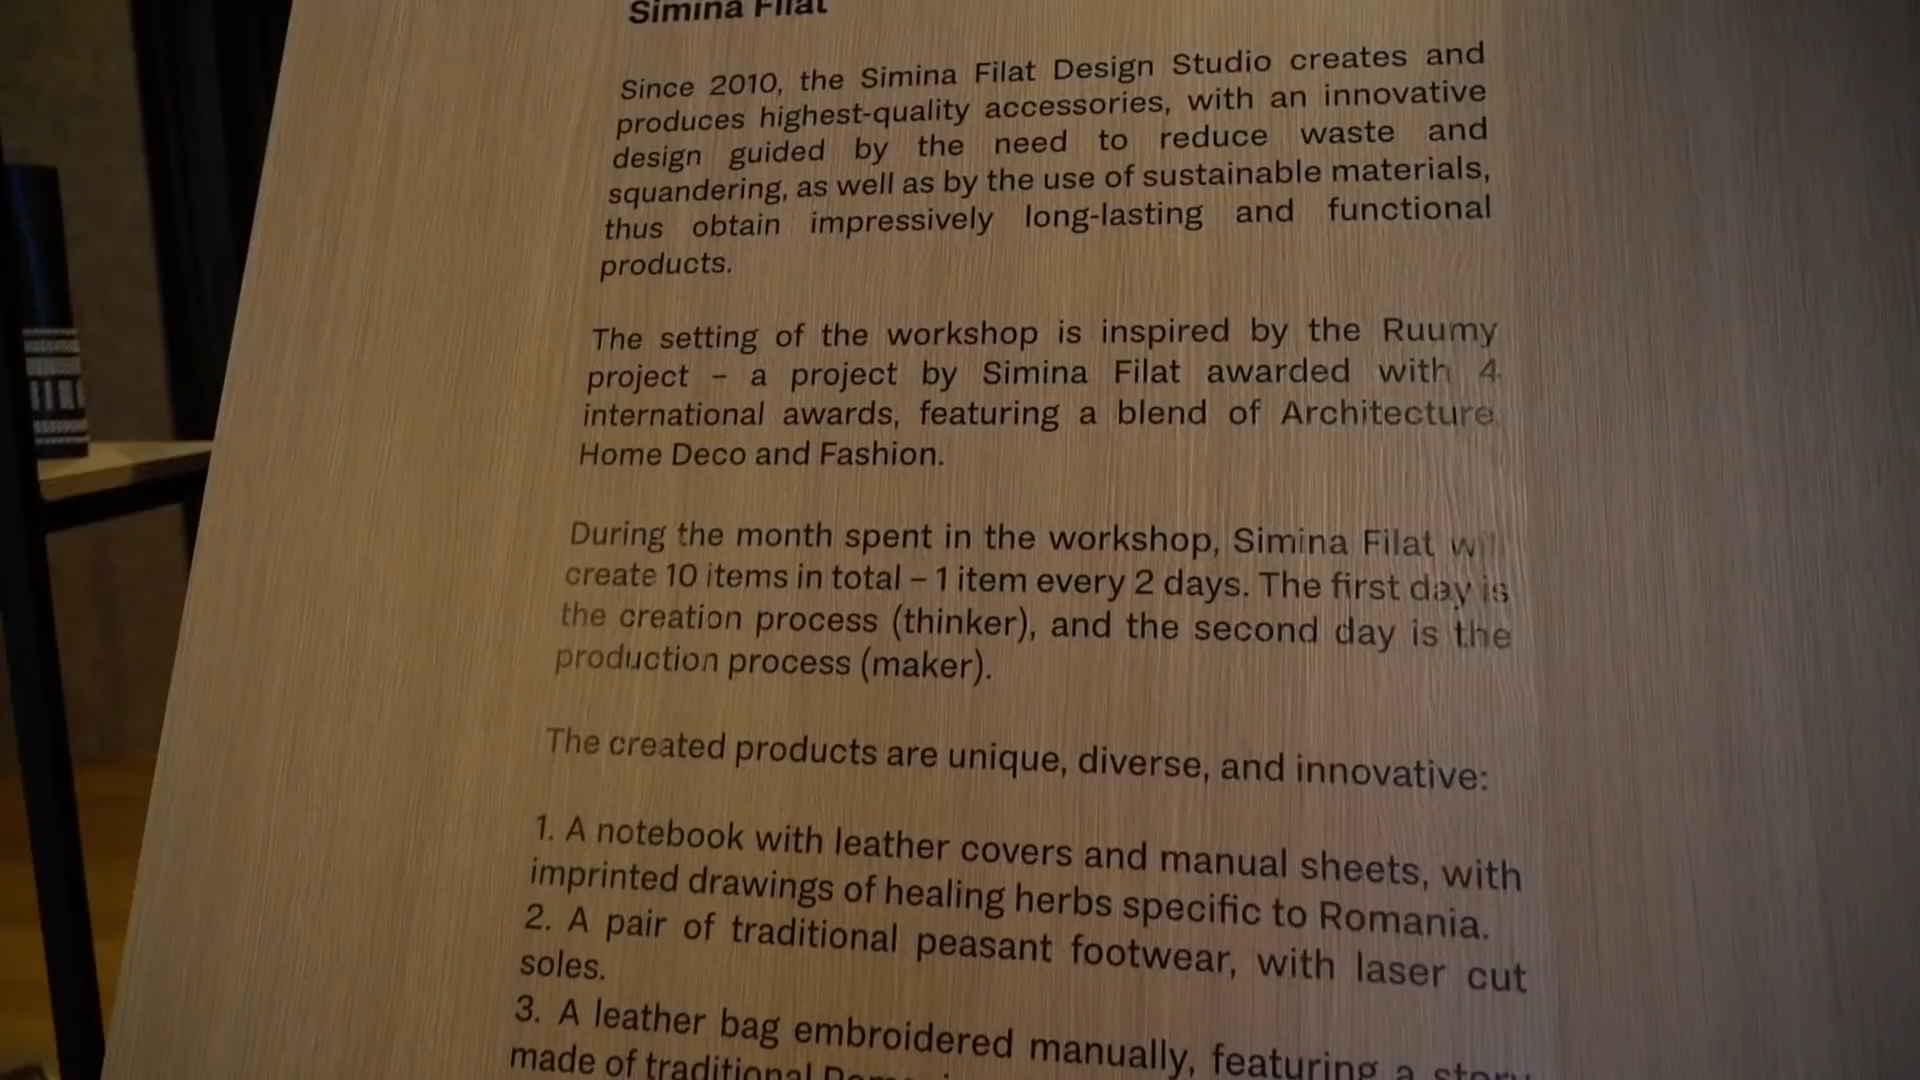 Simina Filat
Since 2010, the Simina Filat Design Studio creates and
produces highest-quality accessories, with an innovative
design guided by the need to reduce waste and
squandering, as well as by the use of sustainable materials,
thus obtain impressively long-lasting and functional
products.
The setting of the workshop is inspired by the Ruumy
project – a project by Simina Filat awarded with 4
international awards, featuring a blend of Architecture
Home Deco and Fashion.
During the month spent in the workshop, Simina Filat will
create 10 items in total – 1 item every 2 days. The first day is
the creation process (thinker), and the second day is the
production process (maker).
The created products are unique, diverse, and innovative:
1. A notebook with leather covers and manual sheets, with
imprinted drawings of healing herbs specific to Romania.
2. A pair of traditional peasant footwear, with laser cut
soles.
3. A leather bag embroidered manually, featuring a story
made of traditional